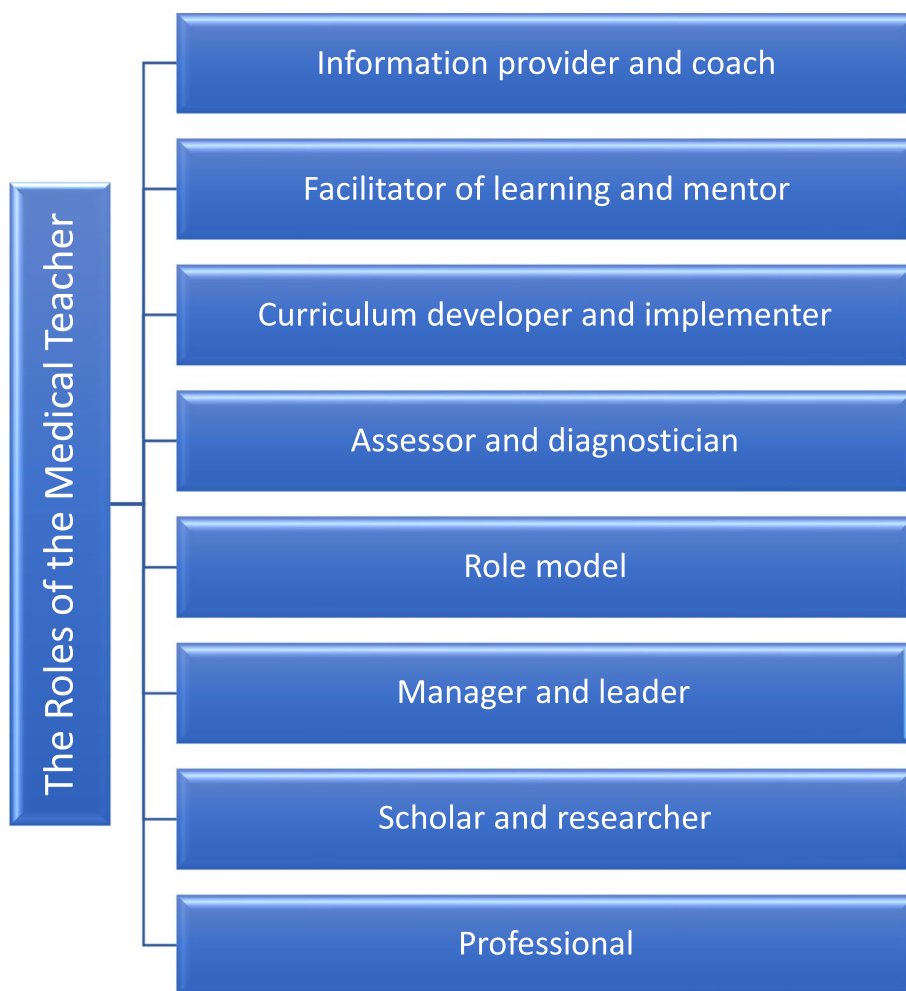 The Roles of the Medical Teacher
Information provider and coach
Facilitator of learning and mentor
Curriculum developer and implementer
Assessor and diagnostician
Role model
Manager and leader
Scholar and researcher
Professional